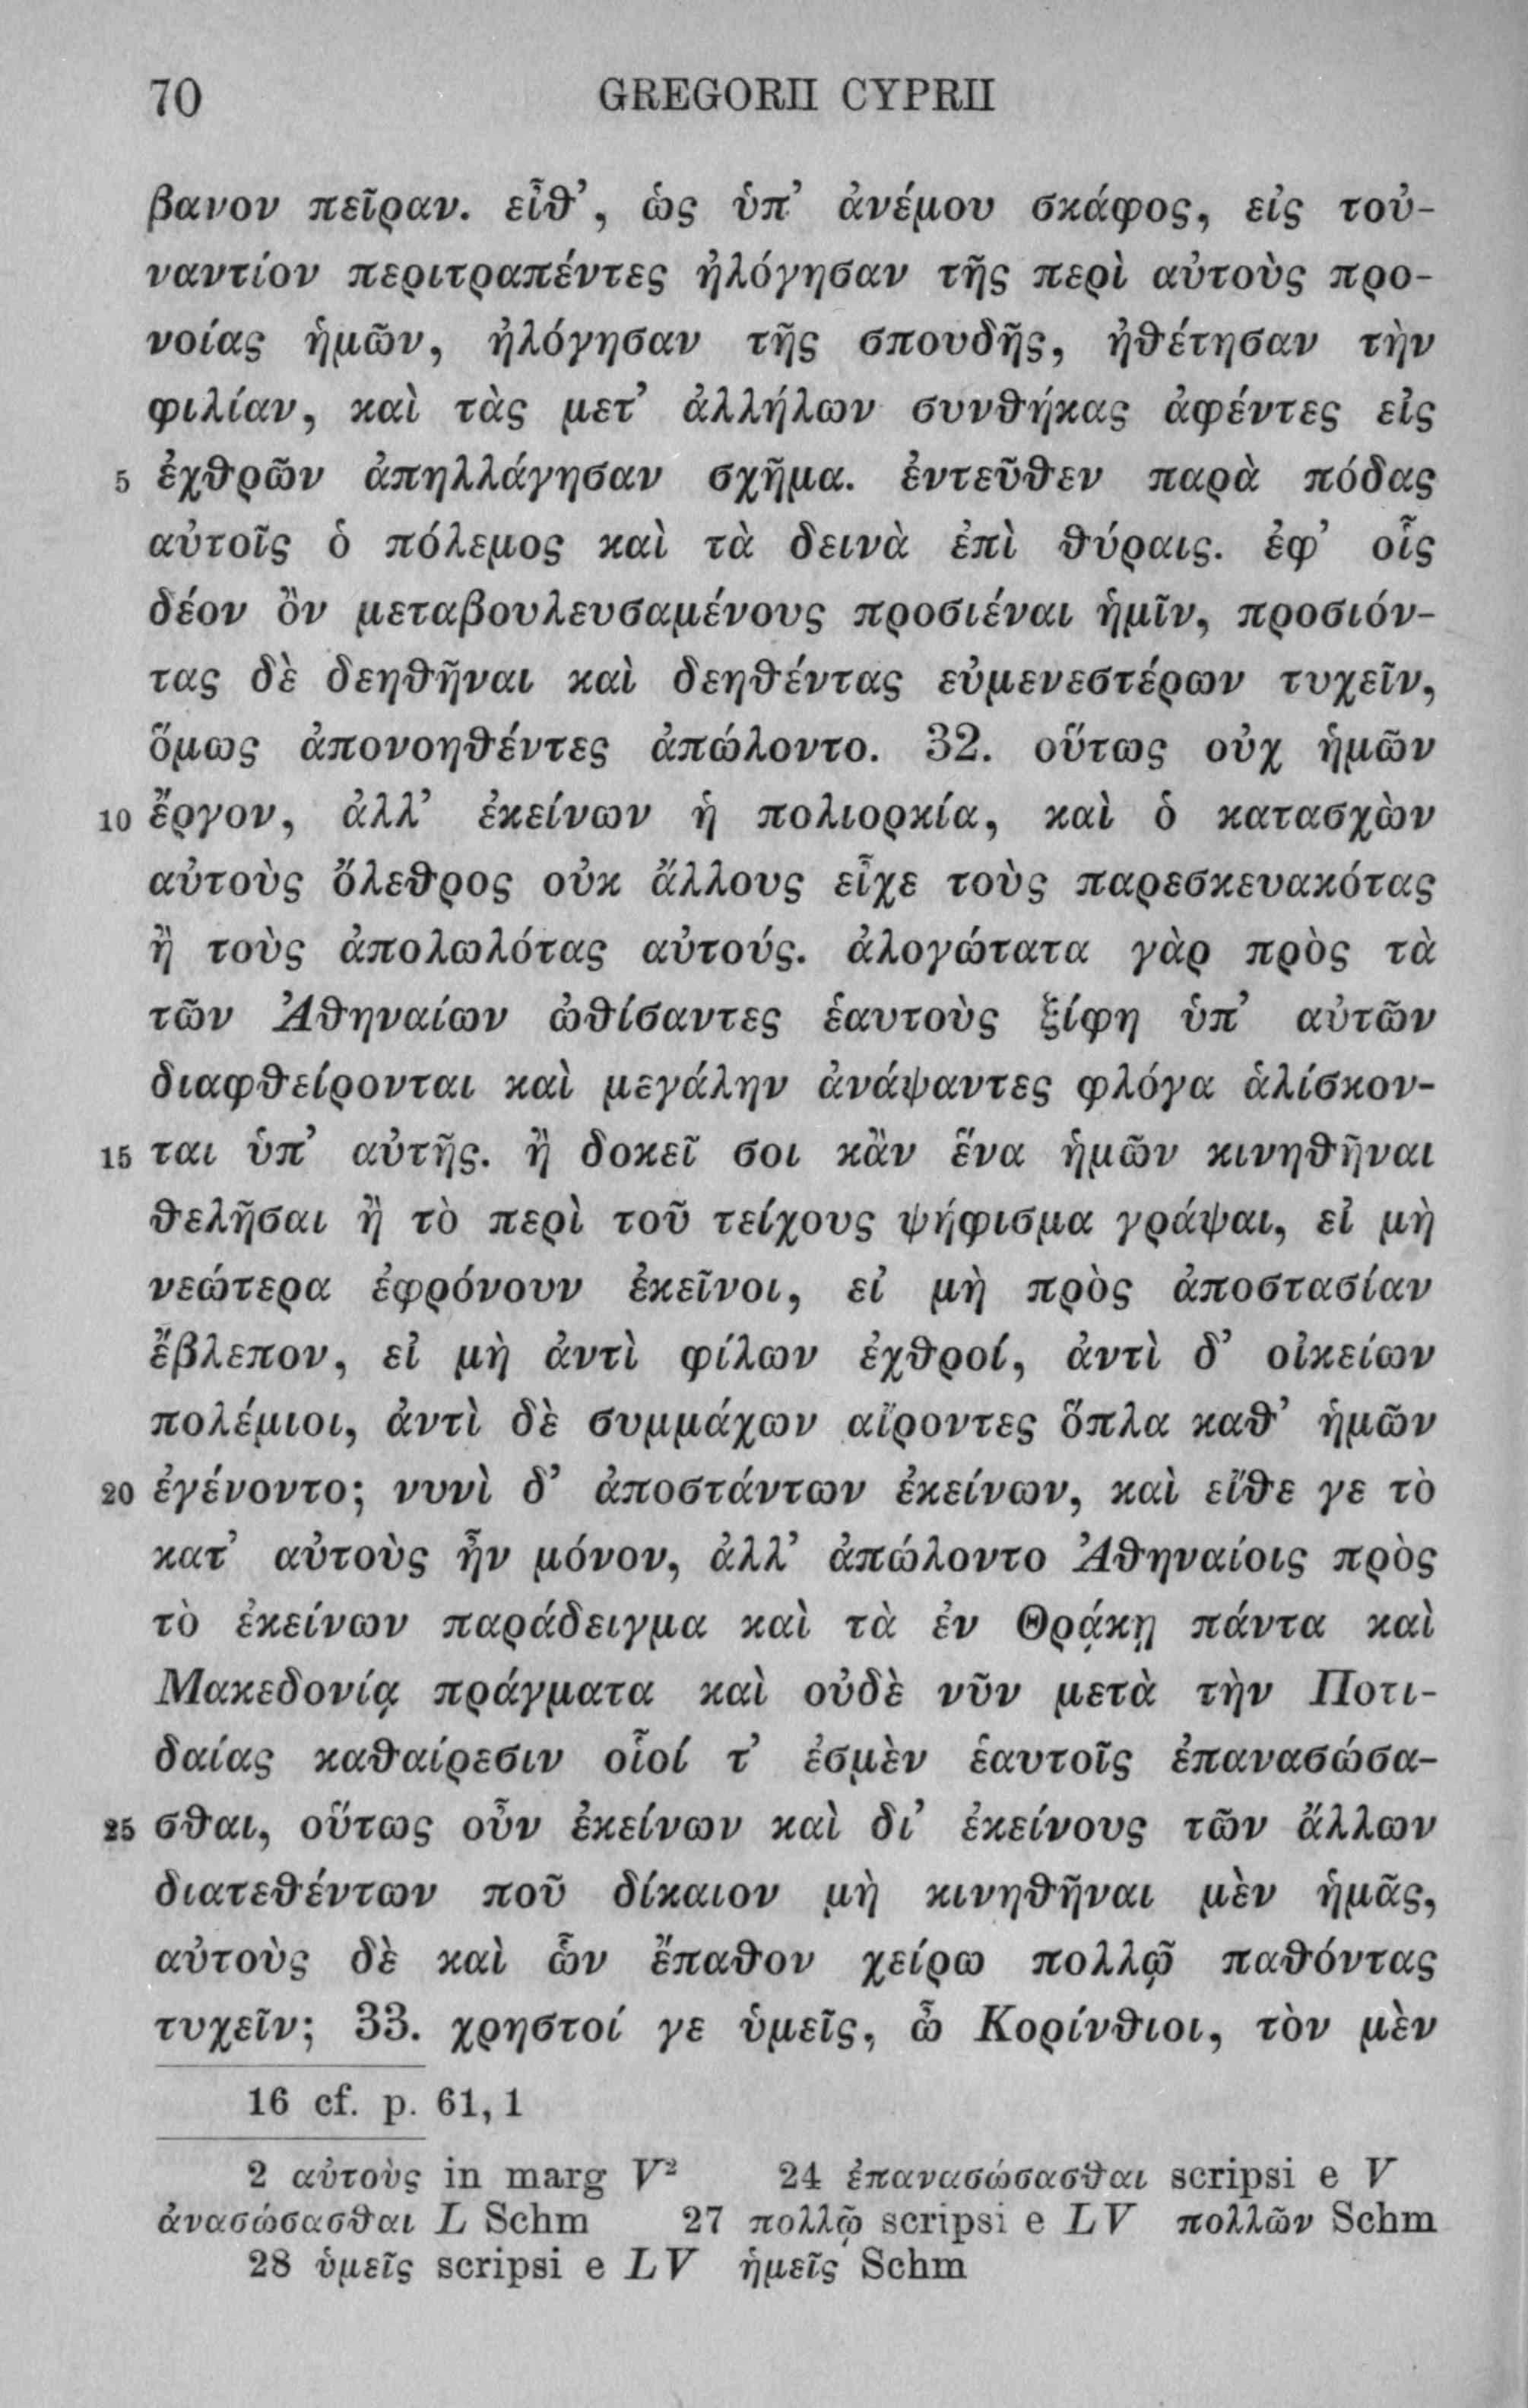 70 GREGORII CYPRII
βανον πεῖραν. εἶθ’, ὡς ὑπ’ ἀνέμου σκάφος, εἰς τοὐ-
ναντίον περιτραπέντες ἠλόγησαν τῆς περὶ αὐτοὺς προ-
νοίας ἡμῶν, ἠλόγησαν τῆς σπουδῆς, ἠθέτησαν τὴν
φιλίαν, καὶ τὰς μετ’ ἀλλήλων συνθήκας ἀφέντες εἰς
5 ἐχθρῶν ἀπηλλάγησαν σχῆμα. ἐντεῦθεν παρὰ πόδας
αὐτοῖς ὁ πόλεμος καὶ τὰ δεινὰ ἐπὶ θύραις. ἐφ’ οἷς
δέον ὂν μεταβουλευσαμένους προσιέναι ἡμῖν, προσιόν-
τας δὲ δεηθῆναι καὶ δεηθέντας εὐμενεστέρων τυχεῖν,
ὅμως ἀπονοηθέντες ἀπώλοντο. 32. οὕτως οὐχ ἡμῶν
10 ἔργον, ἀλλ’ ἐκείνων ἡ πολιορκία, καὶ ὁ κατασχὼν
αὐτοὺς ὄλεθρος οὐκ ἄλλους εἶχε τοὺς παρεσκευακότας
ἢ τοὺς ἀπολωλότας αὐτούς. ἀλογώτατα γὰρ πρὸς τὰ
τῶν Ἀθηναίων ὠθίσαντες ἑαυτοὺς ξίφη ὑπ’ αὐτῶν
διαφθείρονται καὶ μεγάλην ἀνάψαντες φλόγα ἁλίσκον-
15 ται ὑπ’ αὐτῆς. ἢ δοκεῖ σοι κἂν ἕνα ἡμῶν κινηθῆναι
θελῆσαι ἢ τὸ περὶ τοῦ τείχους ψήφισμα γράψαι, εἰ μὴ
νεώτερα ἐφρόνουν ἐκεῖνοι, εἰ μὴ πρὸς ἀποστασίαν
ἔβλεπον, εἰ μὴ ἀντὶ φίλων ἐχθροί, ἀντὶ δ’ οἰκείων
πολέμιοι, ἀντὶ δὲ συμμάχων αἴροντες ὅπλα καθ’ ἡμῶν
20 ἐγένοντο; νυνὶ δ’ ἀποστάντων ἐκείνων, καὶ εἴθε γε τὸ
κατ’ αὐτοὺς ἦν μόνον, ἀλλ’ ἀπώλοντο Ἀθηναίοις πρὸς
τὸ ἐκείνων παράδειγμα καὶ τὰ ἐν Θρᾴκῃ πάντα καὶ
Μακεδονίᾳ πράγματα καὶ οὐδὲ νῦν μετὰ τὴν Ποτι-
δαίας καθαίρεσιν οἷοί τ’ ἐσμὲν ἑαυτοῖς ἐπανασώσα-
25 σθαι, οὕτως οὖν ἐκείνων καὶ δι’ ἐκείνους τῶν ἄλλων
διατεθέντων ποῦ δίκαιον μὴ κινηθῆναι μὲν ἡμᾶς,
αὐτοὺς δὲ καὶ ὧν ἔπαθον χείρω πολλῷ παθόντας
τυχεῖν; 33. χρηστοί γε ὑμεῖς, ὦ Κορίνθιοι, τὸν μὲν
16 cf. p. 61, 1
2 αὐτοὺς in marg V² 24 ἐπανασώσασθαι scripsi e V
ἀνασώσασθαι L Schm 27 πολλῷ scripsi e LV πολλῶν Schm
28 ὑμεῖς scripsi e LV ἡμεῖς Schm